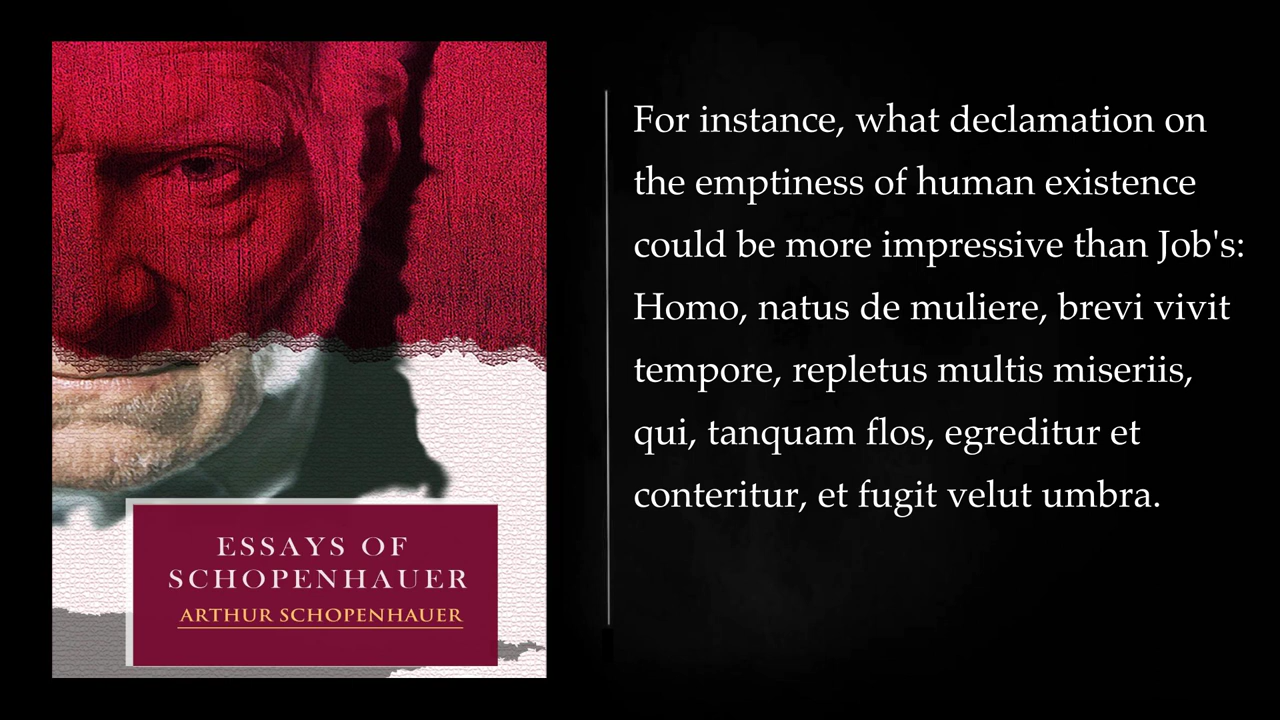 ESSAYS OF
SCHOPENHAUER
ARTHUR SCHOPENHAUER
For instance, what declamation on
the emptiness of human existence
could be more impressive than Job's:
Homo, natus de muliere, brevi vivit
tempore, repletus multis miseriis,
qui, tanquam flos, egreditur et
conteritur, et fugit velut umbra.